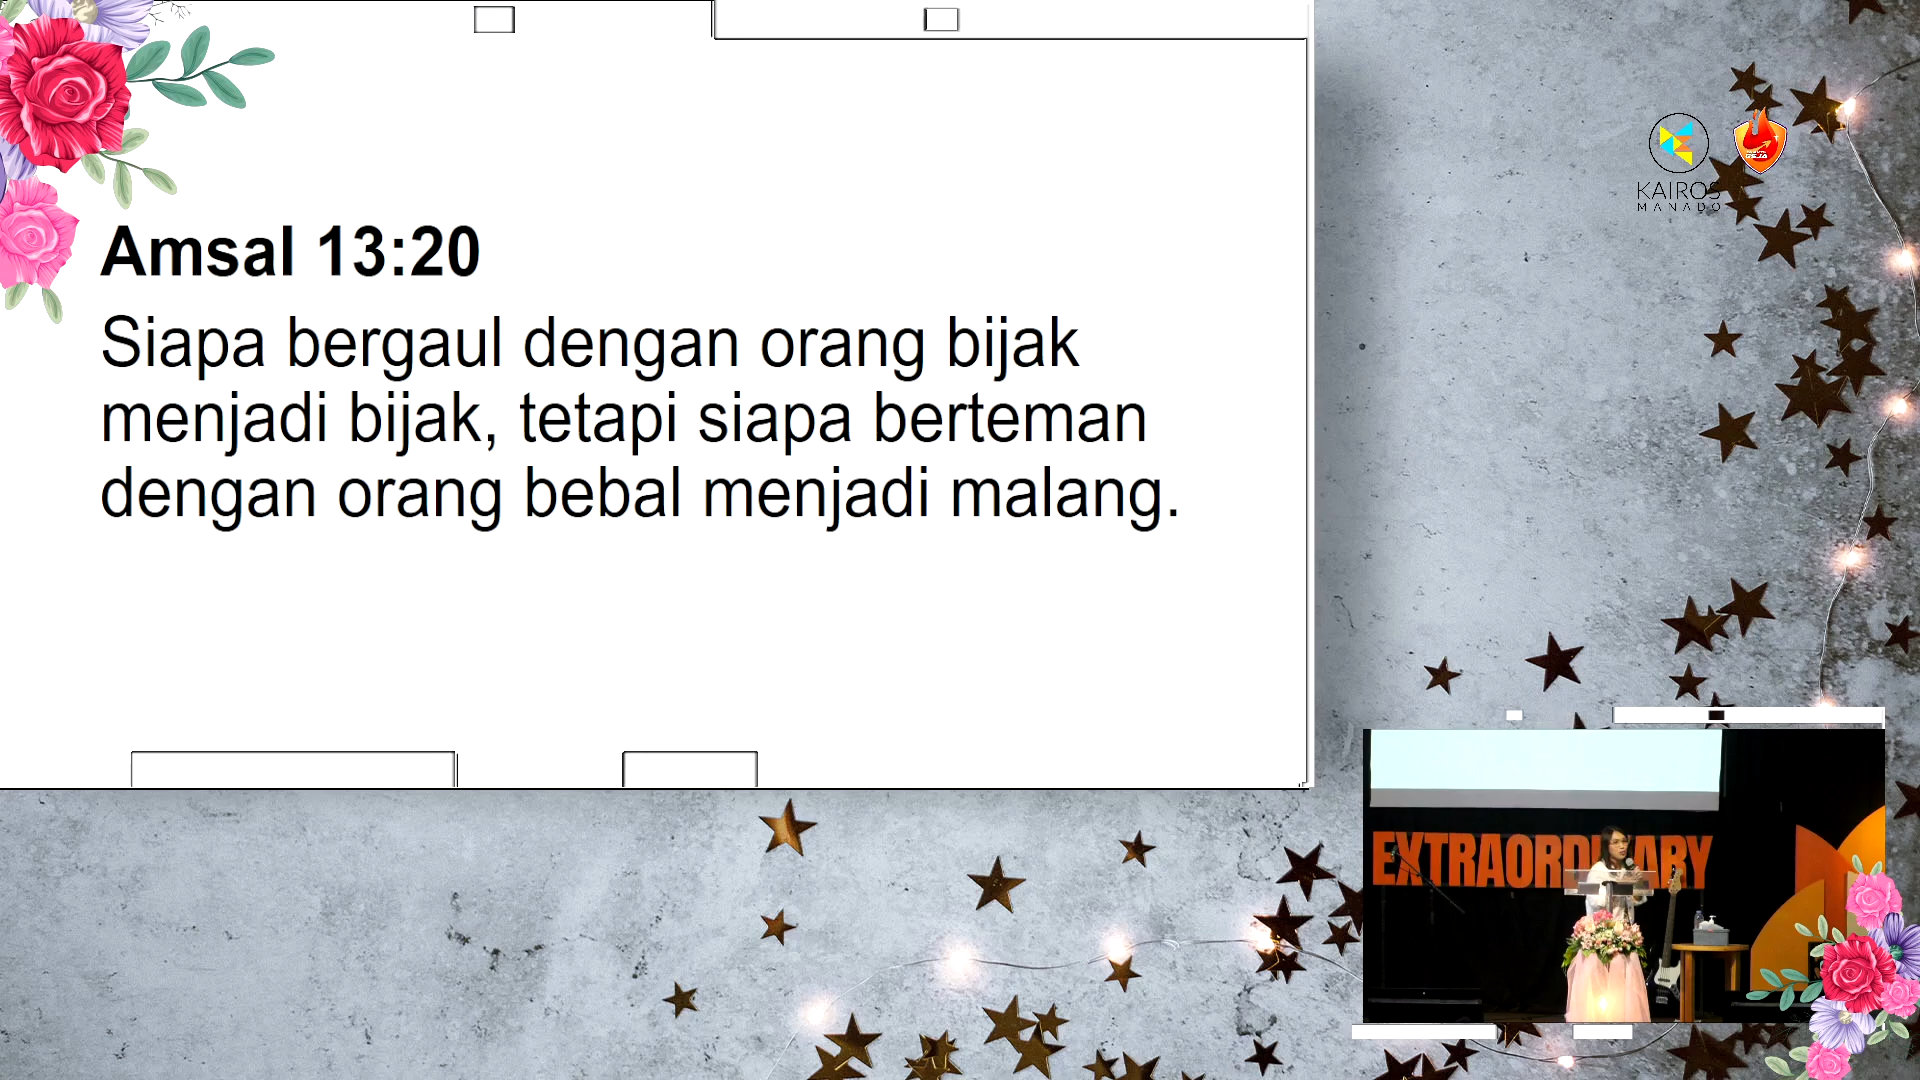 Amsal 13:20
Siapa bergaul dengan orang bijak
menjadi bijak, tetapi siapa berteman
dengan orang bebal menjadi malang.
KAIROS
MANADO